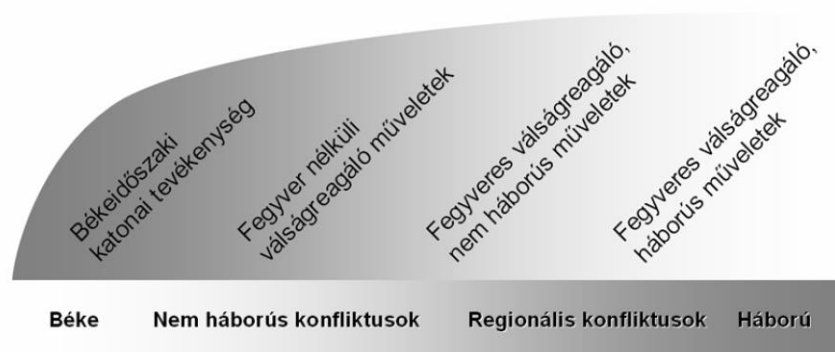 Békeidőszaki
katonai tevékenység
Fegyver nélküli
válságreagáló műveletek
Fegyveres válságreagáló,
nem háborús műveletek
Fegyveres válságreagáló,
háborús műveletek
Béke
Nem háborús konfliktusok
Regionális konfliktusok
Háború